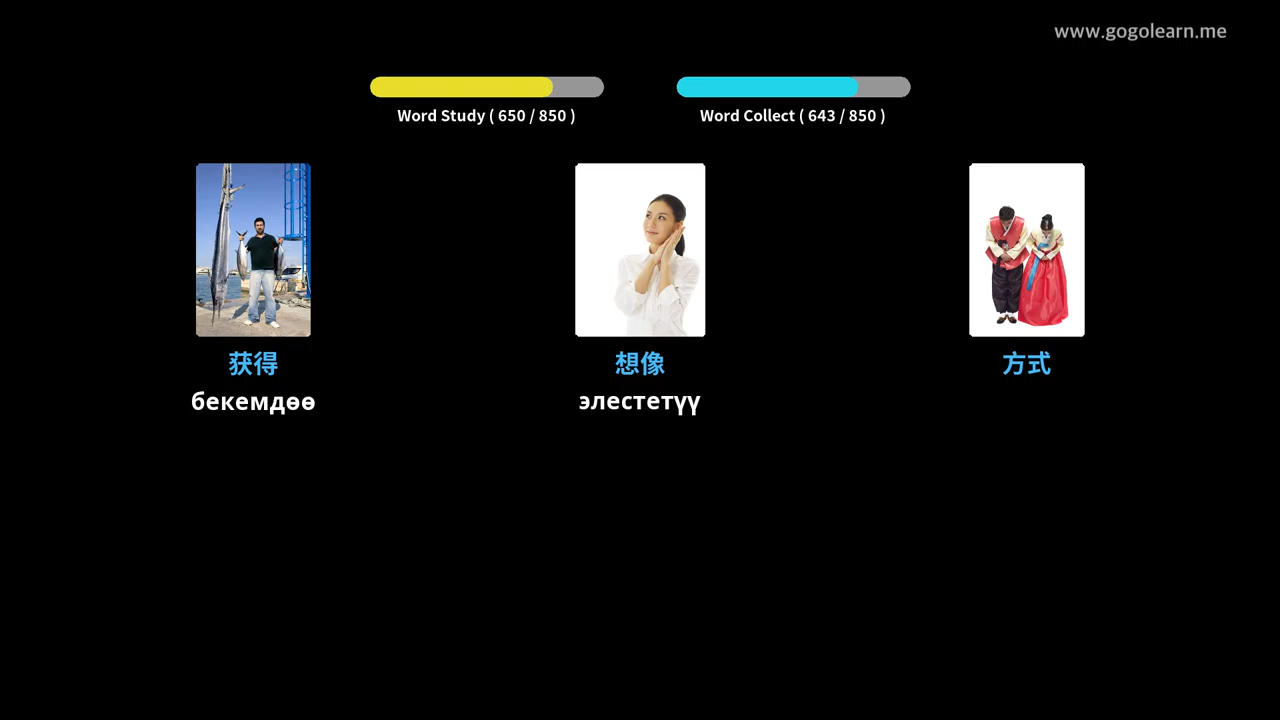 www.gogolearn.me
Word Study ( 650 / 850 )
Word Collect ( 643 / 850 )
获得
想像
方式
бекемдөө
элестетүү